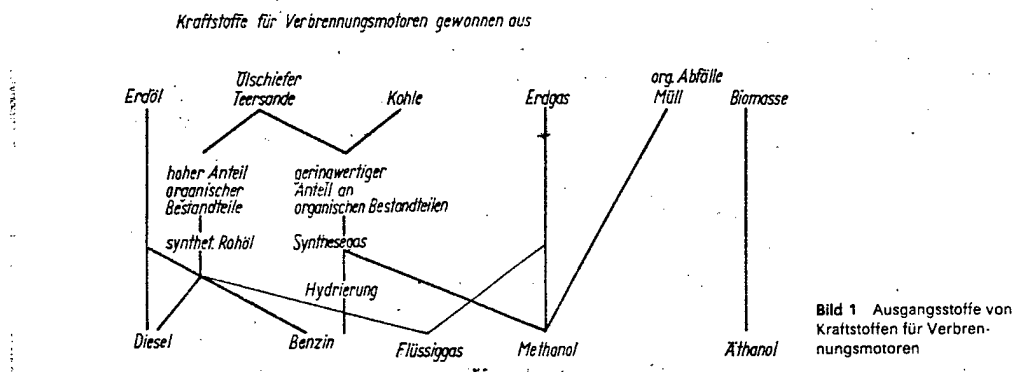 Kraftstoffe für Verbrennungsmotoren gewonnen aus
Erdöl
Ölschiefer
Teersande
Kohle
Erdgas
org. Abfälle
Müll
Biomasse
hoher Anteil
organischer
Bestandteile
geringwertiger
Anteil an
organischen Bestandteilen
synthet. Rohöl
Synthesegas
Hydrierung
Diesel
Benzin
Flüssiggas
Methanol
Äthanol
Bild 1 Ausgangsstoffe von
Kraftstoffen für Verbren-
nungsmotoren